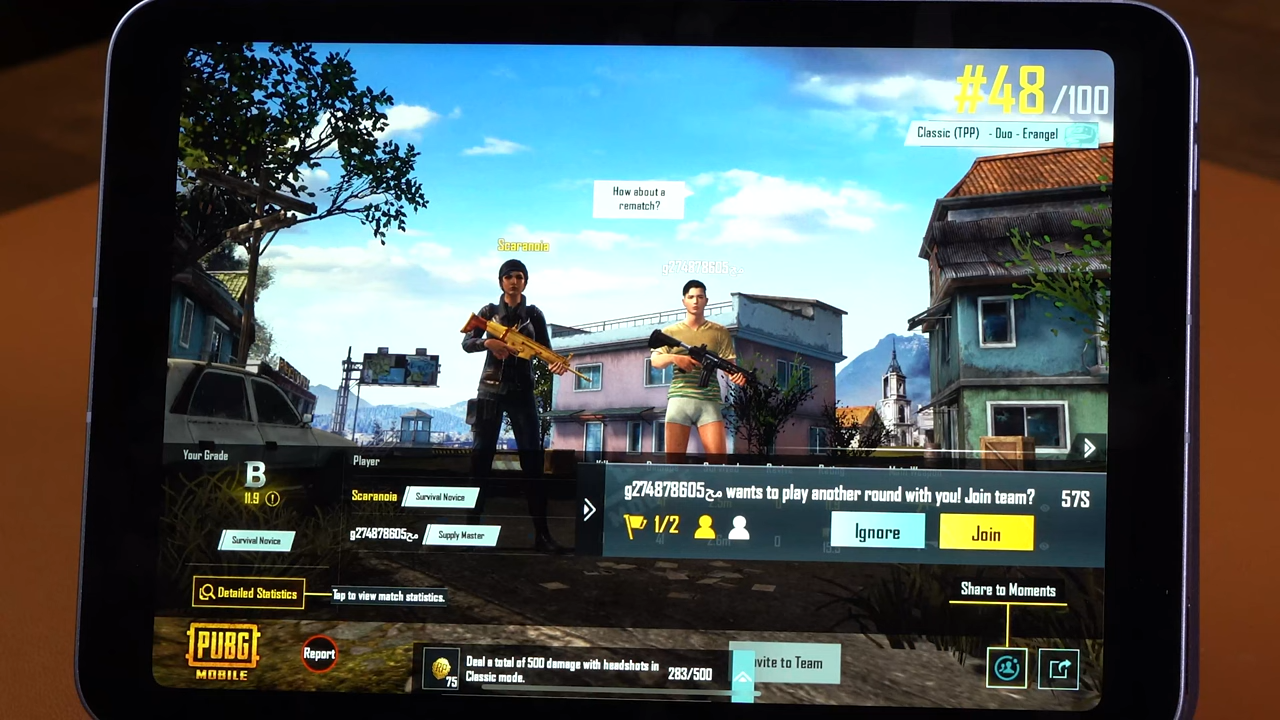 #48/100
Classic (TPP) - Duo - Erangel
How about a
rematch?
Scaranoia
g274878605مح
Your Grade
B
11.9
Survival Novice
Player
Scaranoia Survival Novice
g274878605مح Supply Master
g274878605مح wants to play another round with you! Join team? 57S
1/2
Ignore
Join
Detailed Statistics
Tap to view match statistics.
Share to Moments
PUBG
MOBILE
Report
75
Deal a total of 500 damage with headshots in
Classic mode.
283/500
vite to Team